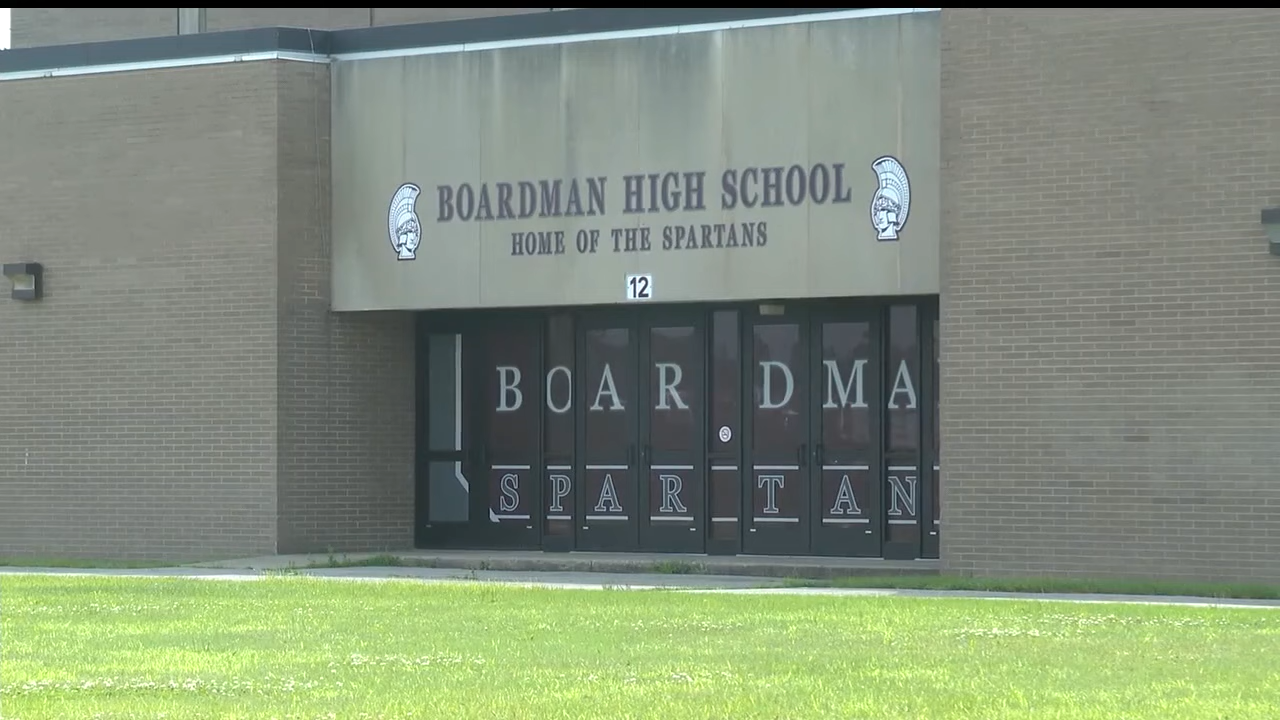 BOARDMAN HIGH SCHOOL
HOME OF THE SPARTANS
12
BOARDMA
SPARTAN